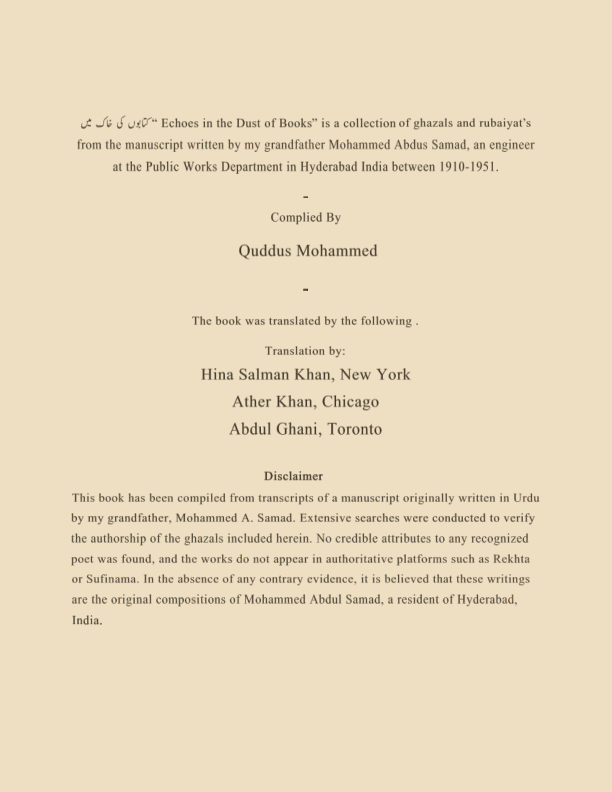 کتابوں کی خاک میں “ Echoes in the Dust of Books” is a collection of ghazals and rubaiyat’s
from the manuscript written by my grandfather Mohammed Abdus Samad, an engineer
at the Public Works Department in Hyderabad India between 1910-1951.
-
Complied By
Quddus Mohammed
-
The book was translated by the following .
Translation by:
Hina Salman Khan, New York
Ather Khan, Chicago
Abdul Ghani, Toronto
Disclaimer
This book has been compiled from transcripts of a manuscript originally written in Urdu
by my grandfather, Mohammed A. Samad. Extensive searches were conducted to verify
the authorship of the ghazals included herein. No credible attributes to any recognized
poet was found, and the works do not appear in authoritative platforms such as Rekhta
or Sufinama. In the absence of any contrary evidence, it is believed that these writings
are the original compositions of Mohammed Abdul Samad, a resident of Hyderabad,
India.